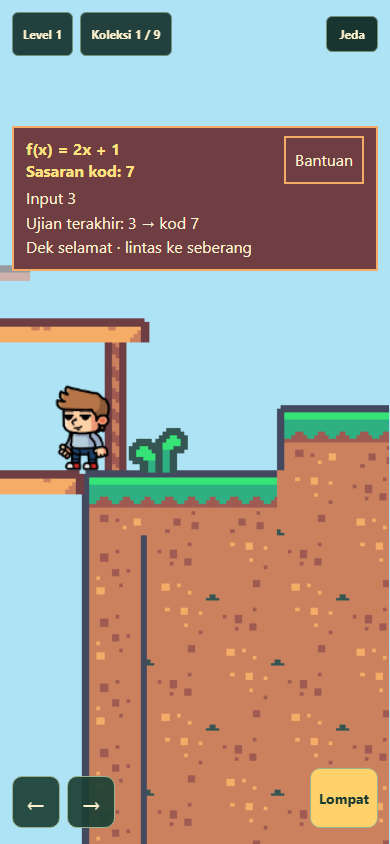 Level 1
Koleksi 1 / 9
Jeda
f(x) = 2x + 1
Sasaran kod: 7
Bantuan
Input 3
Ujian terakhir: 3 → kod 7
Dek selamat · lintas ke seberang
←
→
Lompat